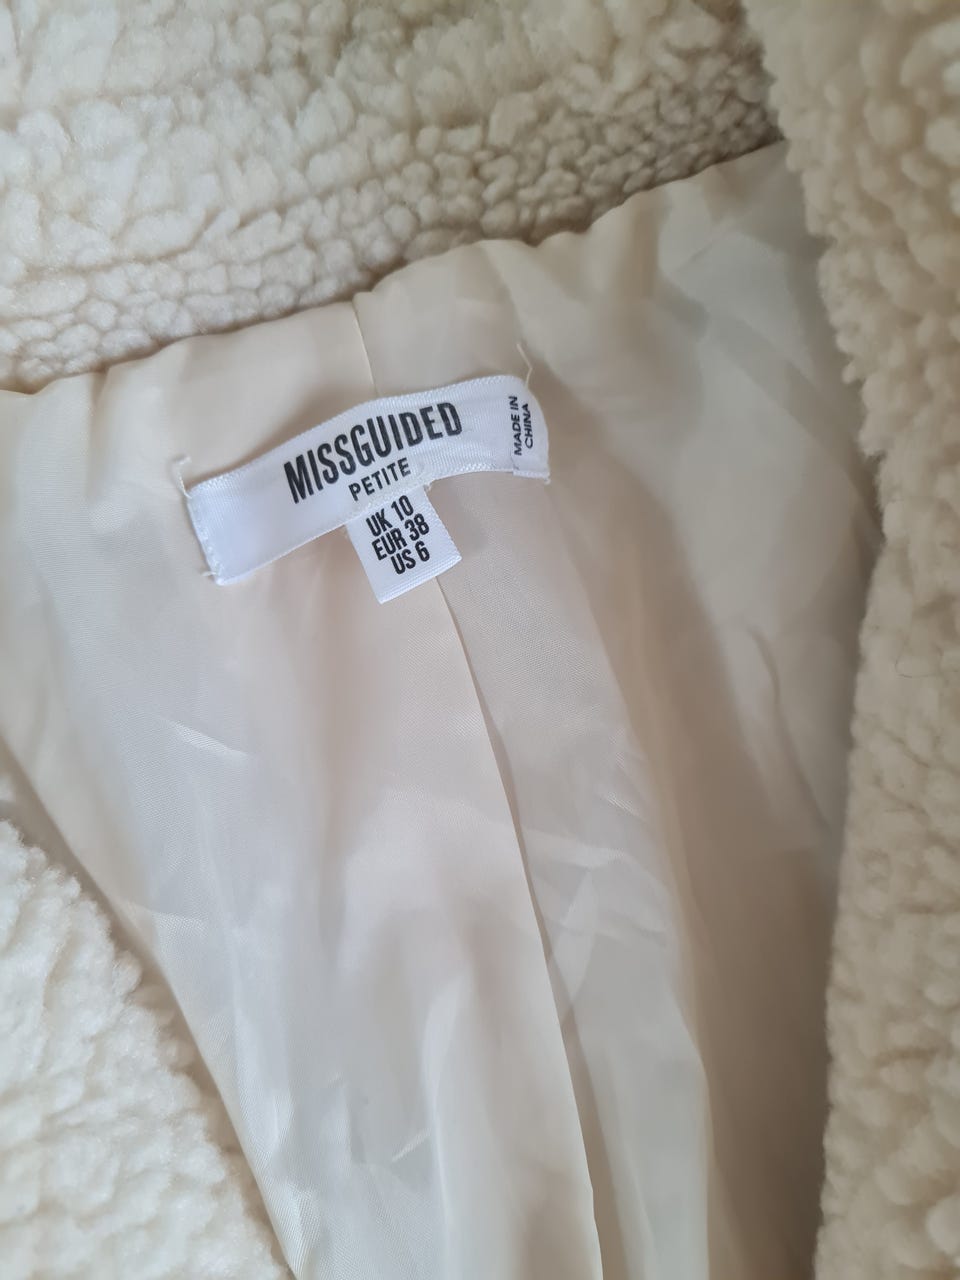 MISSGUIDED
PETITE
MADE IN
CHINA
UK 10
EUR 38
US 6